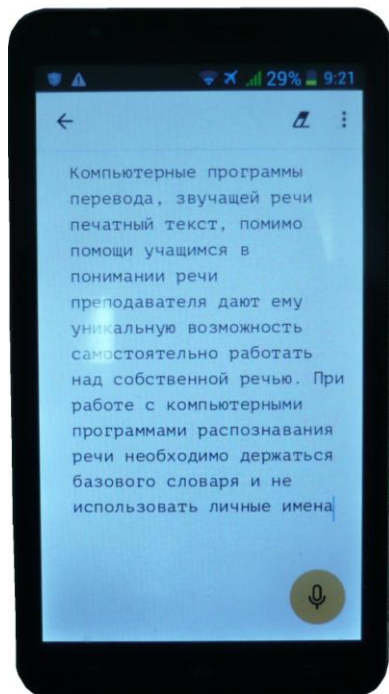 29% 9:21
Компьютерные программы
перевода, звучащей речи
печатный текст, помимо
помощи учащимся в
понимании речи
преподавателя дают ему
уникальную возможность
самостоятельно работать
над собственной речью. При
работе с компьютерными
программами распознавания
речи необходимо держаться
базового словаря и не
использовать личные имена